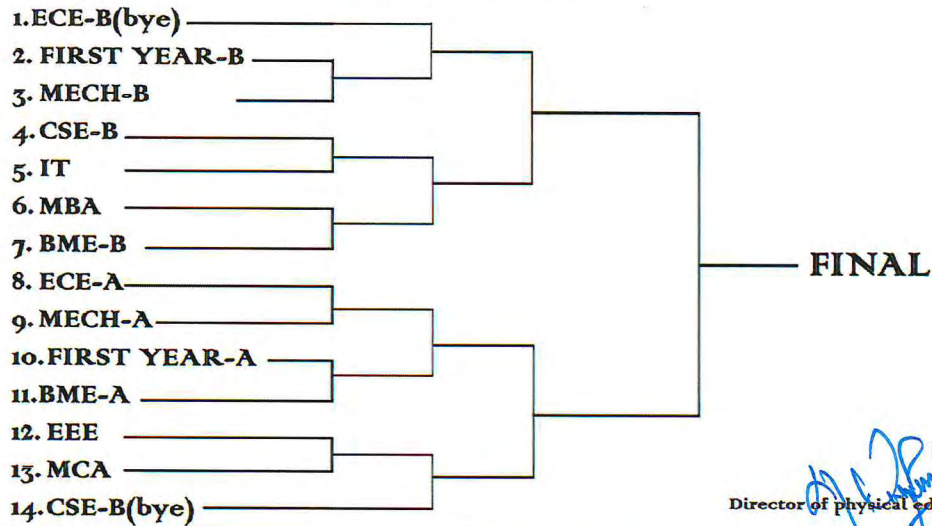 1.ECE-B(bye)
2. FIRST YEAR-B
3. MECH-B
4. CSE-B
5. IT
6. MBA
7. BME-B
8. ECE-A
9. MECH-A
10.FIRST YEAR-A
11.BME-A
12. EEE
13. MCA
14.CSE-B(bye)
FINAL
Director of physical ed